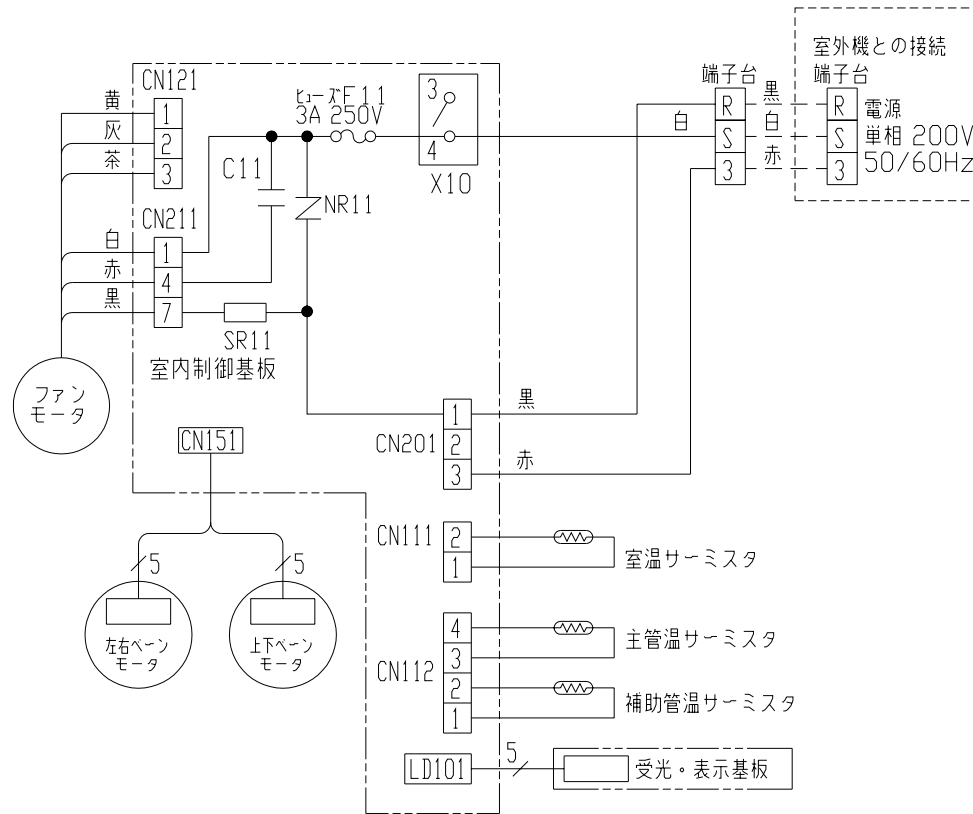 室外機との接続
端子台
端子台
CN121
ヒューズF11
3A 250V
黄
灰
茶
1
2
3
3
4
X10
C11
NR11
白
R
S
3
黒
白
赤
R
S
3
電源
単相 200V
50/60Hz
CN211
白
赤
黒
1
4
7
SR11
室内制御基板
ファン
モータ
黒
赤
CN201
1
2
3
CN151
5
5
左右ベーン
モータ
上下ベーン
モータ
CN111
2
1
室温サーミスタ
CN112
4
3
2
1
主管温サーミスタ
補助管温サーミスタ
LD101
5
受光・表示基板